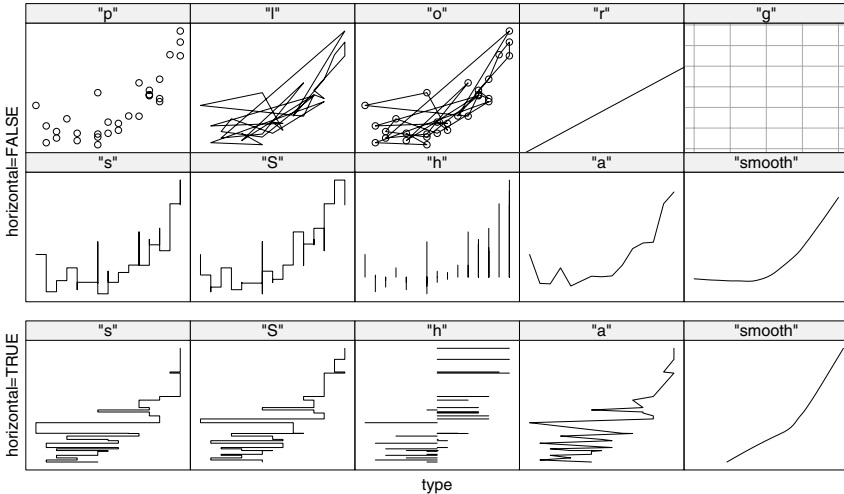 "p" "l" "o" "r" "g"
horizontal=FALSE
"s" "S" "h" "a" "smooth"
horizontal=TRUE
"s" "S" "h" "a" "smooth"
type